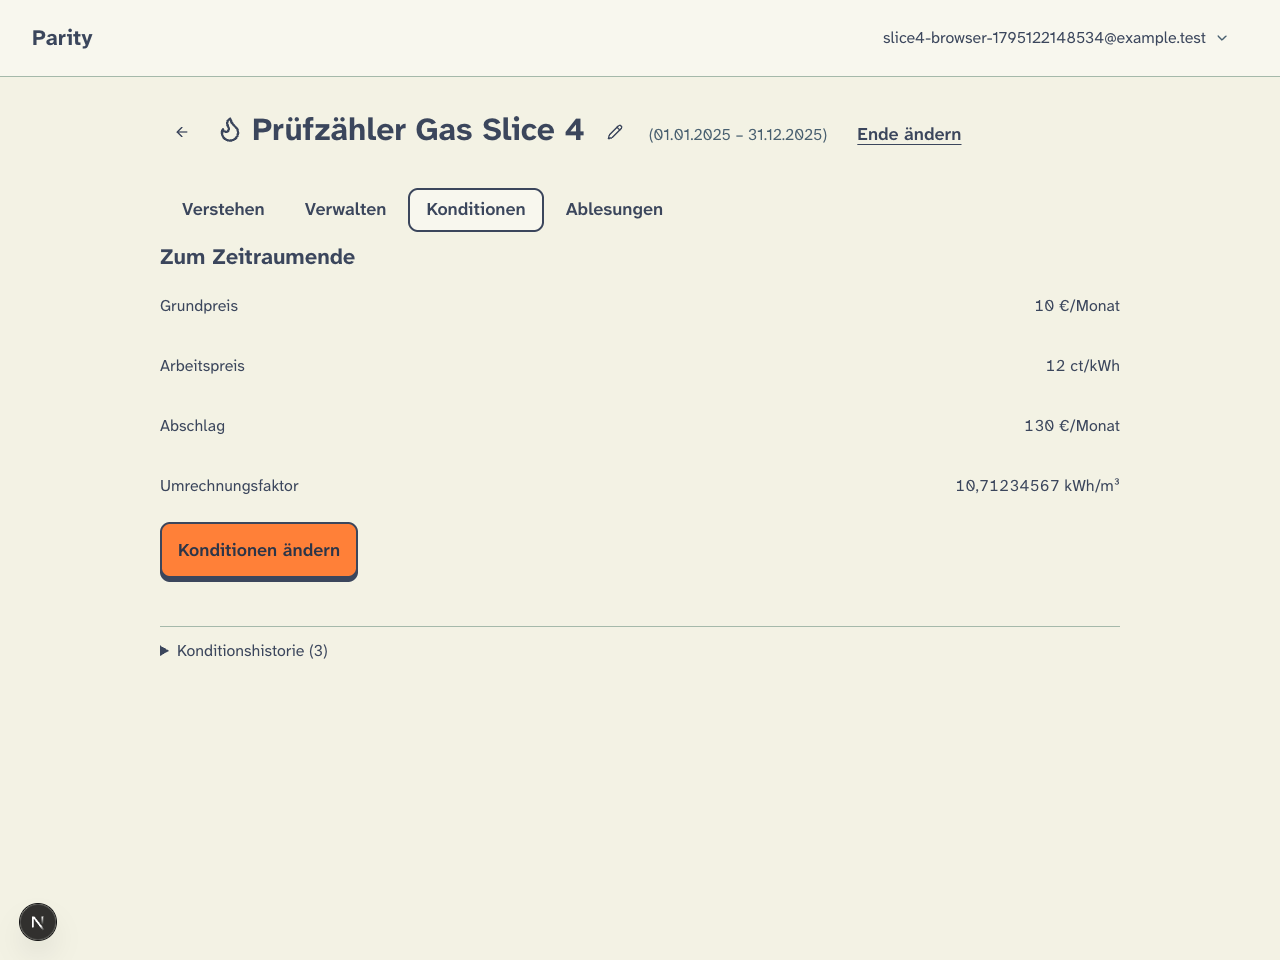 Parity
slice4-browser-1795122148534@example.test
Prüfzähler Gas Slice 4 (01.01.2025 – 31.12.2025) Ende ändern
Verstehen Verwalten Konditionen Ablesungen
Zum Zeitraumende
Grundpreis 10 €/Monat
Arbeitspreis 12 ct/kWh
Abschlag 130 €/Monat
Umrechnungsfaktor 10,71234567 kWh/m³
Konditionen ändern
Konditionshistorie (3)
N